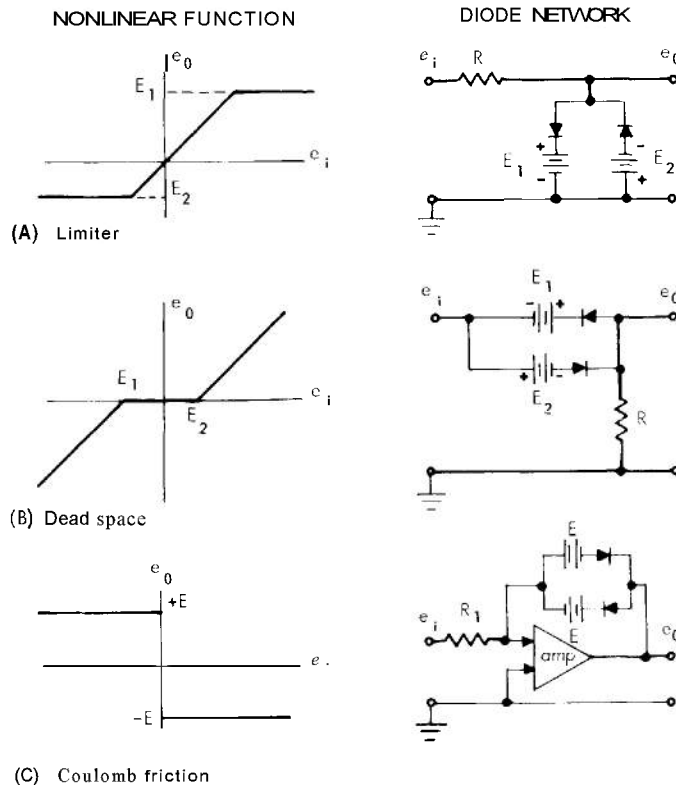 NONLINEAR FUNCTION
DIODE NETWORK
e0
E1
ei
E2
(A) Limiter
ei
R
e0
+
-
E1
-
+
E2
e0
E1
E2
ei
(B) Dead space
ei
E1
e0
- +
+ -
E2
R
e0
+E
e.
-E
(C) Coulomb friction
E
ei
R1
E
amp
e0